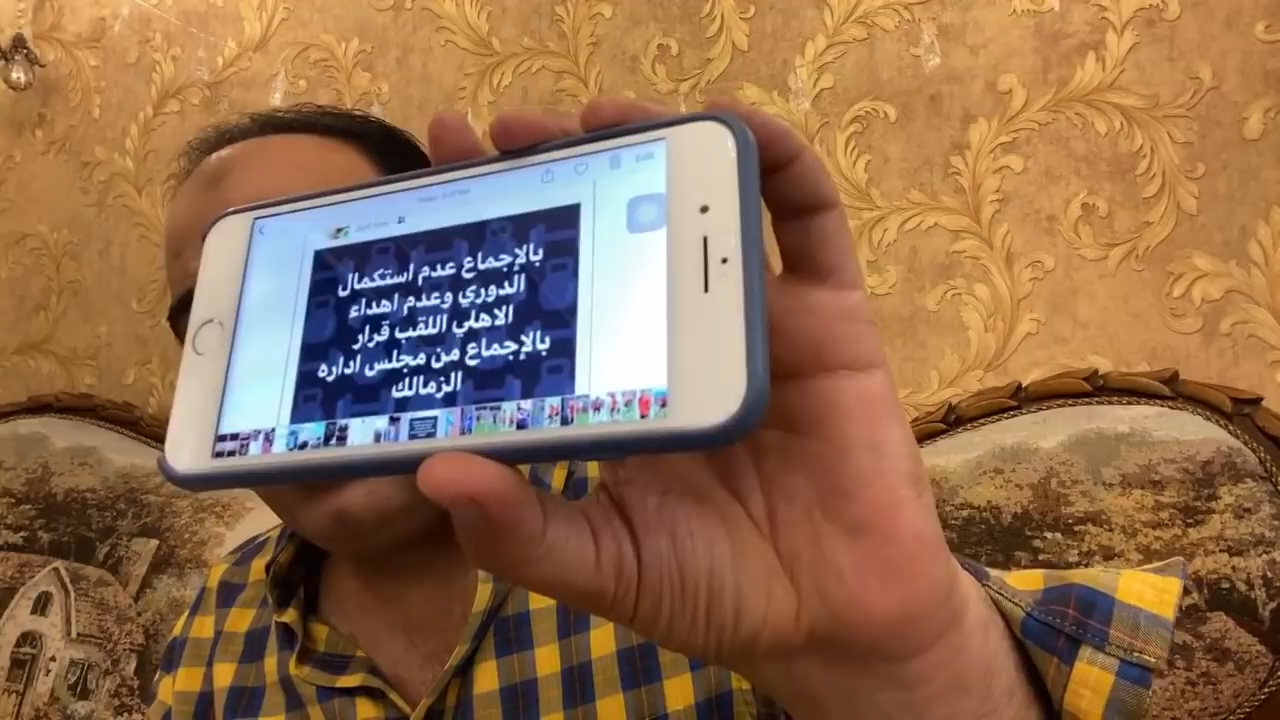 بالإجماع عدم استكمال
الدوري وعدم اهداء
الاهلي اللقب قرار
بالإجماع من مجلس اداره
الزمالك